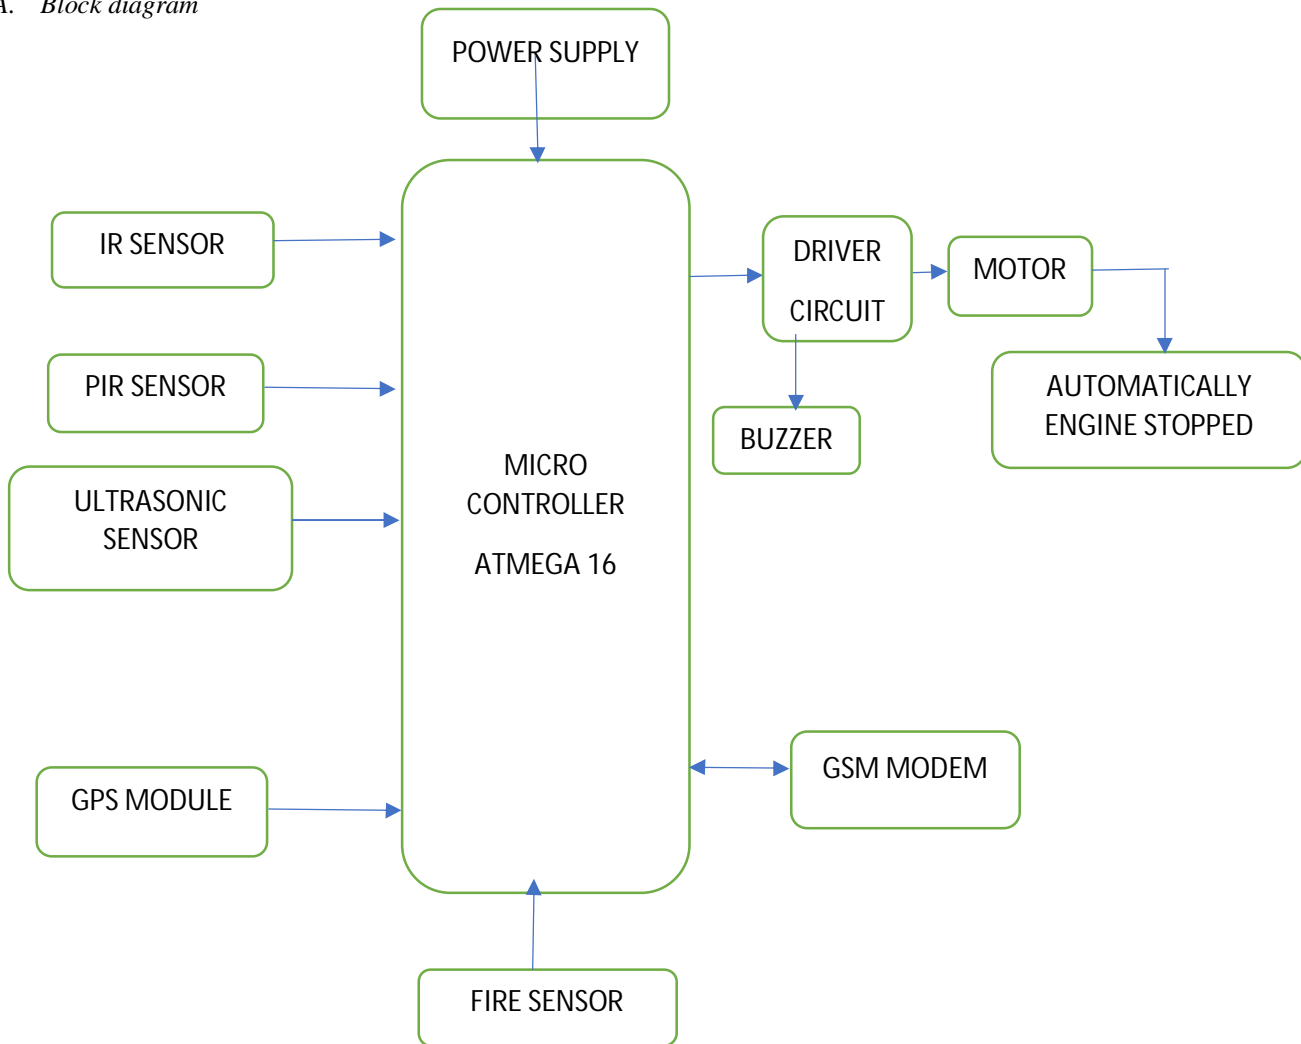 A. Block diagram
POWER SUPPLY
IR SENSOR
DRIVER
CIRCUIT
MOTOR
PIR SENSOR
AUTOMATICALLY
ENGINE STOPPED
BUZZER
MICRO
CONTROLLER
ATMEGA 16
ULTRASONIC
SENSOR
GPS MODULE
GSM MODEM
FIRE SENSOR